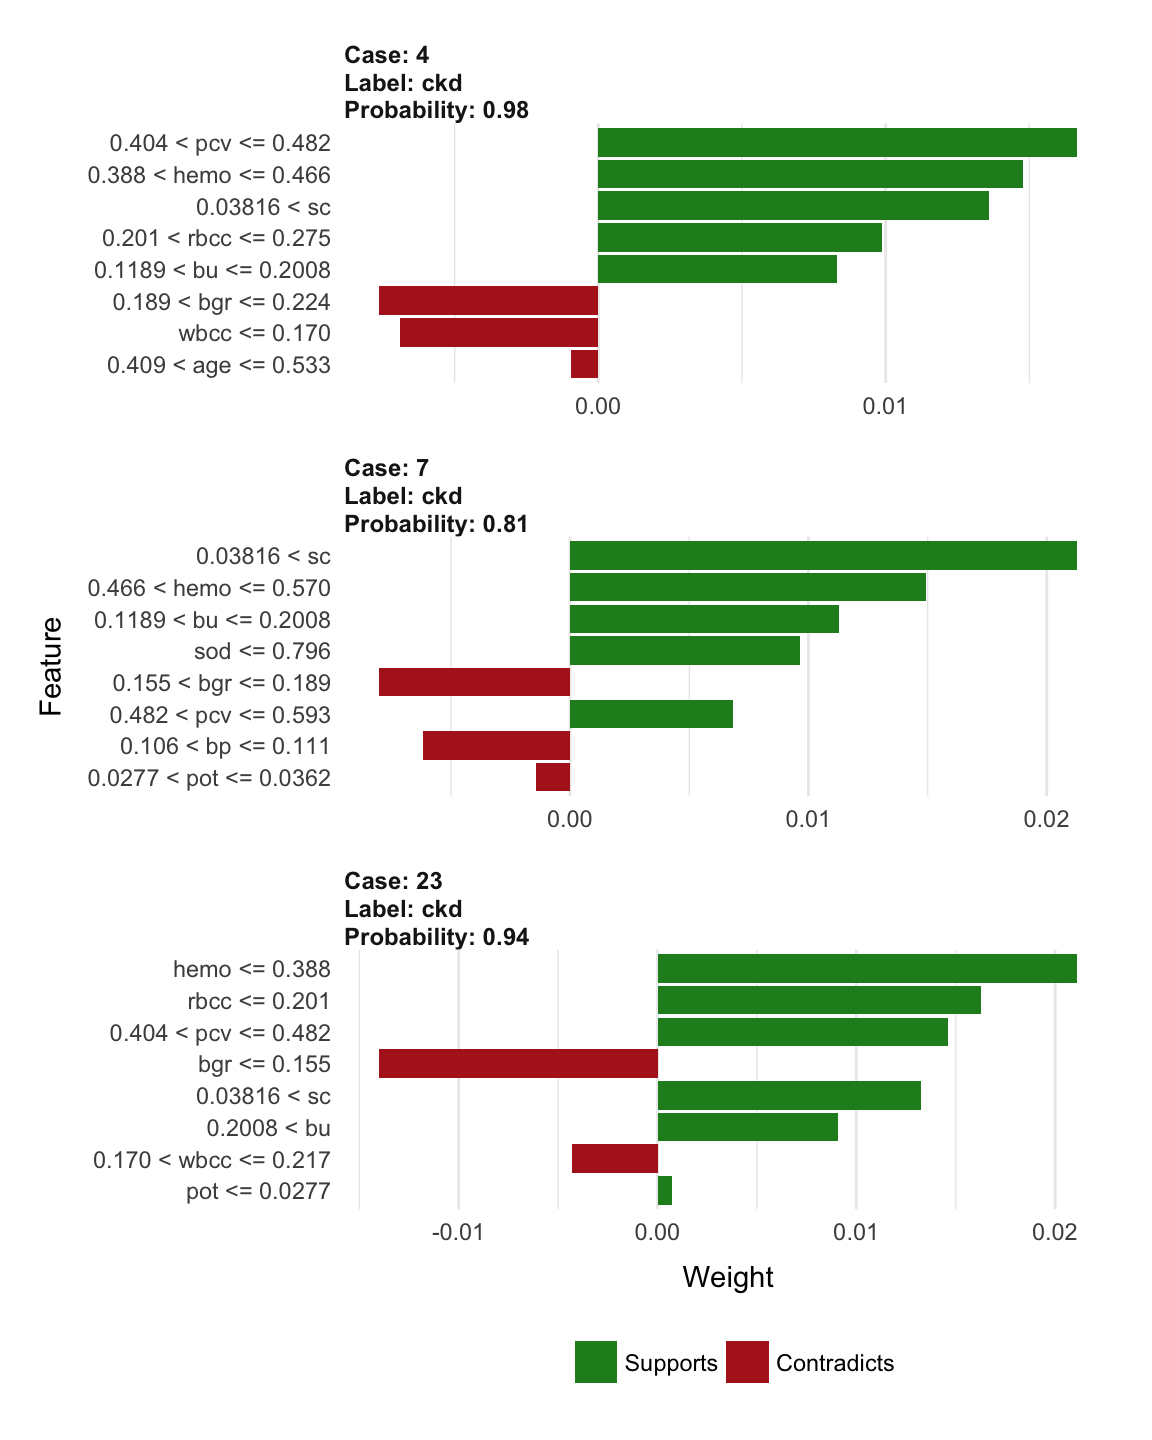 Case: 4
Label: ckd
Probability: 0.98
0.404 < pcv <= 0.482
0.388 < hemo <= 0.466
0.03816 < sc
0.201 < rbcc <= 0.275
0.1189 < bu <= 0.2008
0.189 < bgr <= 0.224
wbcc <= 0.170
0.409 < age <= 0.533
0.00 0.01
Case: 7
Label: ckd
Probability: 0.81
0.03816 < sc
0.466 < hemo <= 0.570
0.1189 < bu <= 0.2008
sod <= 0.796
0.155 < bgr <= 0.189
0.482 < pcv <= 0.593
0.106 < bp <= 0.111
0.0277 < pot <= 0.0362
0.00 0.01 0.02
Feature
Case: 23
Label: ckd
Probability: 0.94
hemo <= 0.388
rbcc <= 0.201
0.404 < pcv <= 0.482
bgr <= 0.155
0.03816 < sc
0.2008 < bu
0.170 < wbcc <= 0.217
pot <= 0.0277
-0.01 0.00 0.01 0.02
Weight
Supports Contradicts